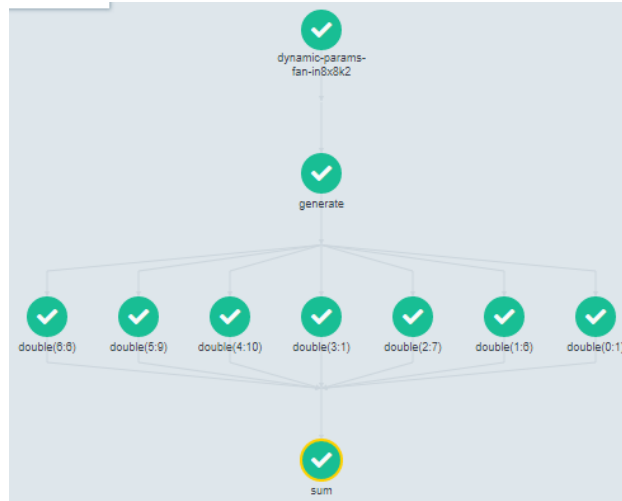 dynamic-params-
fan-in8x8k2
generate
double(6:6)
double(5:9)
double(4:10)
double(3:1)
double(2:7)
double(1:6)
double(0:1)
sum